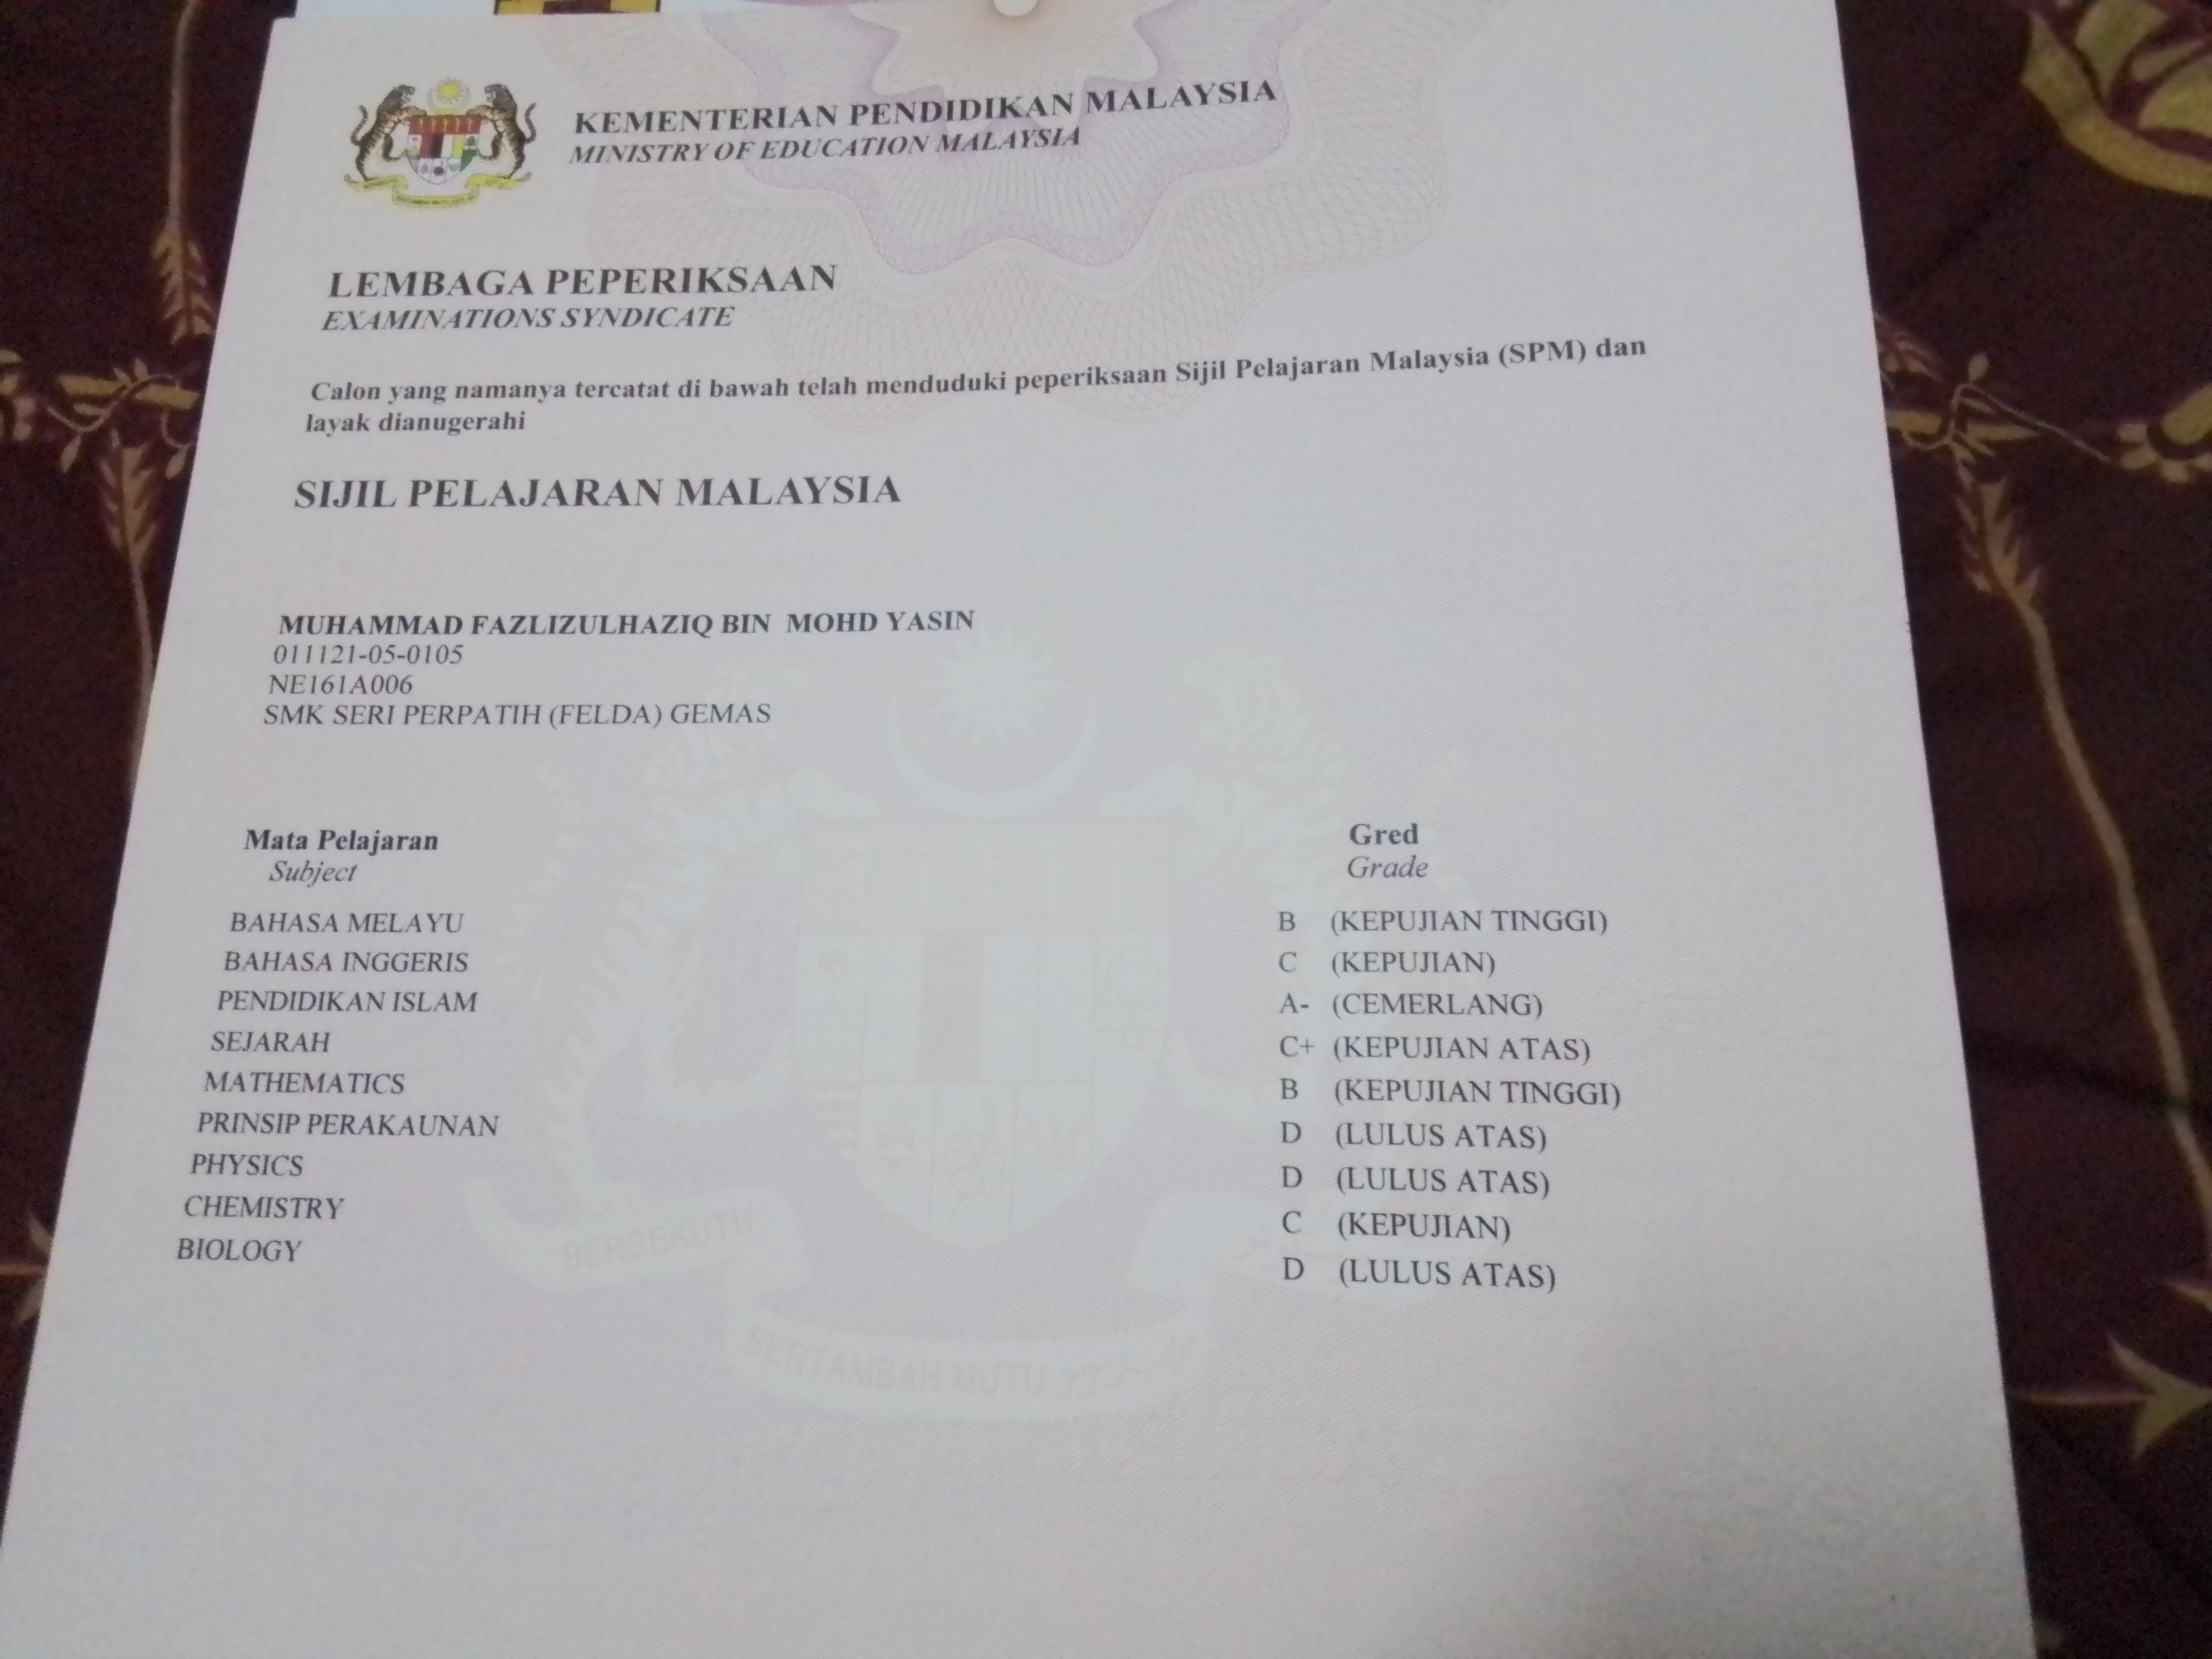 KEMENTERIAN PENDIDIKAN MALAYSIA
MINISTRY OF EDUCATION MALAYSIA
LEMBAGA PEPERIKSAAN
EXAMINATIONS SYNDICATE
Calon yang namanya tercatat di bawah telah menduduki peperiksaan Sijil Pelajaran Malaysia (SPM) dan
layak dianugerahi
SIJIL PELAJARAN MALAYSIA
MUHAMMAD FAZLIZULHAZIQ BIN MOHD YASIN
011121-05-0105
NE161A006
SMK SERI PERPATIH (FELDA) GEMAS
Mata Pelajaran Gred
Subject Grade
BAHASA MELAYU B (KEPUJIAN TINGGI)
BAHASA INGGERIS C (KEPUJIAN)
PENDIDIKAN ISLAM A- (CEMERLANG)
SEJARAH C+ (KEPUJIAN ATAS)
MATHEMATICS B (KEPUJIAN TINGGI)
PRINSIP PERAKAUNAN D (LULUS ATAS)
PHYSICS D (LULUS ATAS)
CHEMISTRY C (KEPUJIAN)
BIOLOGY D (LULUS ATAS)
BERSEKUTU
BERTAMBAH MUTU